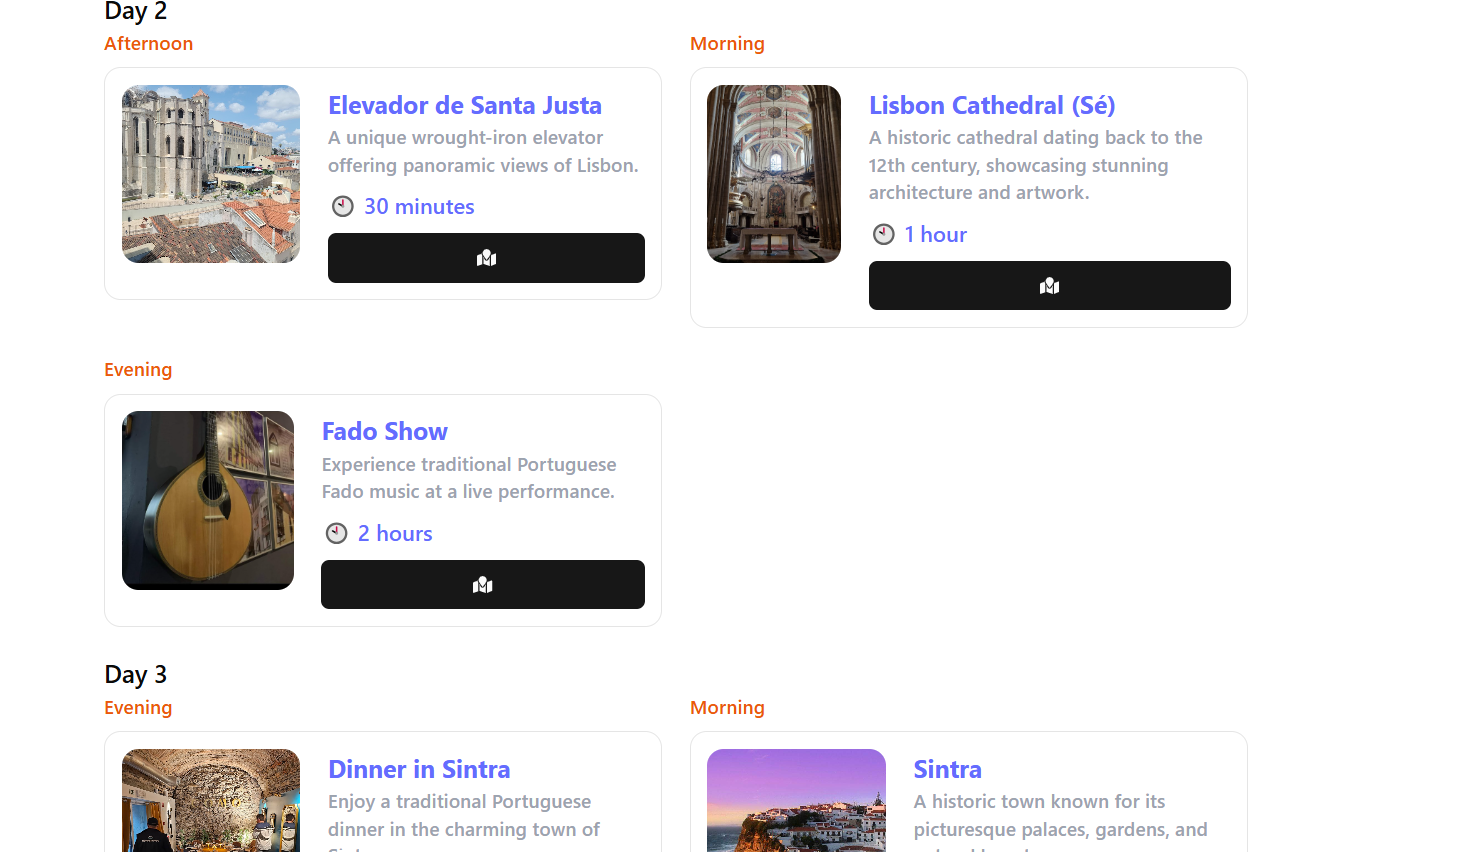 Day 2
Afternoon
Elevador de Santa Justa
A unique wrought-iron elevator
offering panoramic views of Lisbon.
30 minutes
Morning
Lisbon Cathedral (Sé)
A historic cathedral dating back to the
12th century, showcasing stunning
architecture and artwork.
1 hour
Evening
Fado Show
Experience traditional Portuguese
Fado music at a live performance.
2 hours
Day 3
Evening
Dinner in Sintra
Enjoy a traditional Portuguese
dinner in the charming town of
Morning
Sintra
A historic town known for its
picturesque palaces, gardens, and